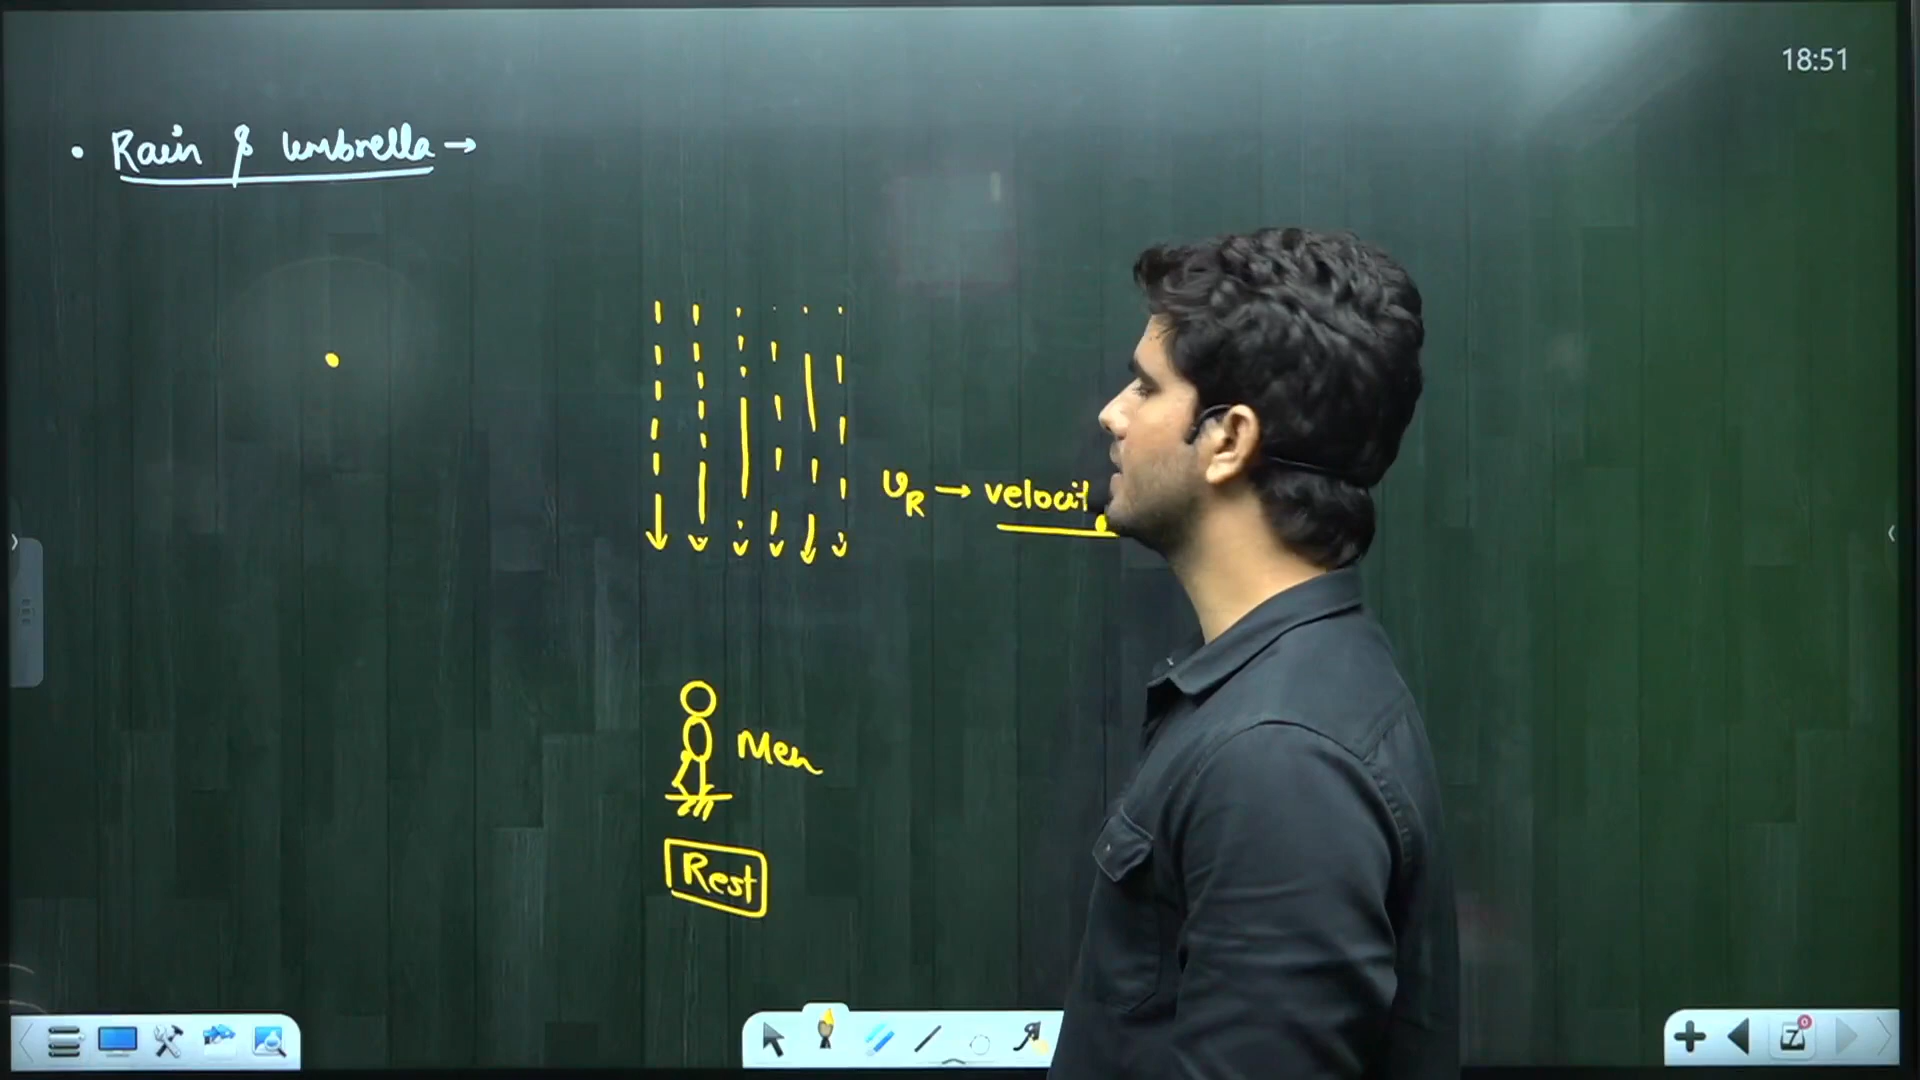 18:51
• Rain & Umbrella →
v_R → velocit
Men
Rest